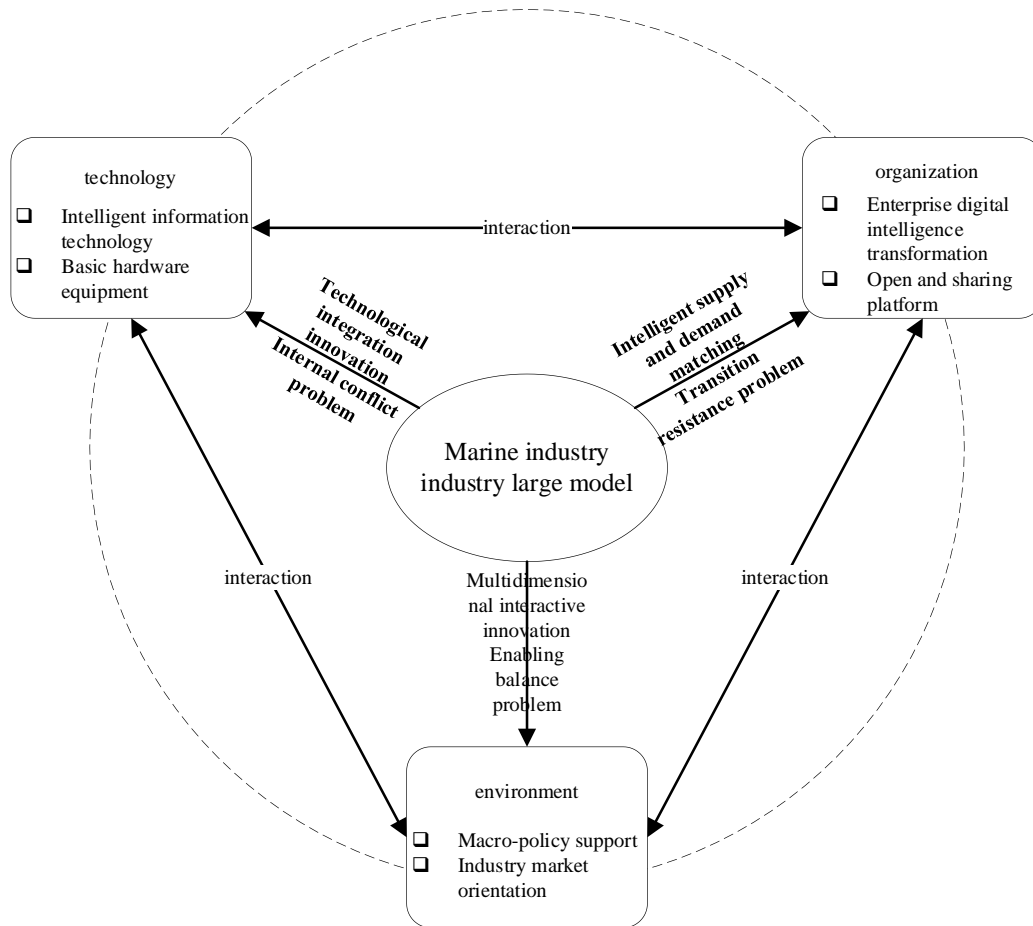 technology
❑ Intelligent information
technology
❑ Basic hardware
equipment
organization
❑ Enterprise digital
intelligence
transformation
❑ Open and sharing
platform
interaction
Technological
integration
innovation
Internal conflict
problem
Intelligent supply
and demand
matching
Transition
resistance problem
Marine industry
industry large model
interaction
interaction
Multidimensio
nal interactive
innovation
Enabling
balance
problem
environment
❑ Macro-policy support
❑ Industry market
orientation